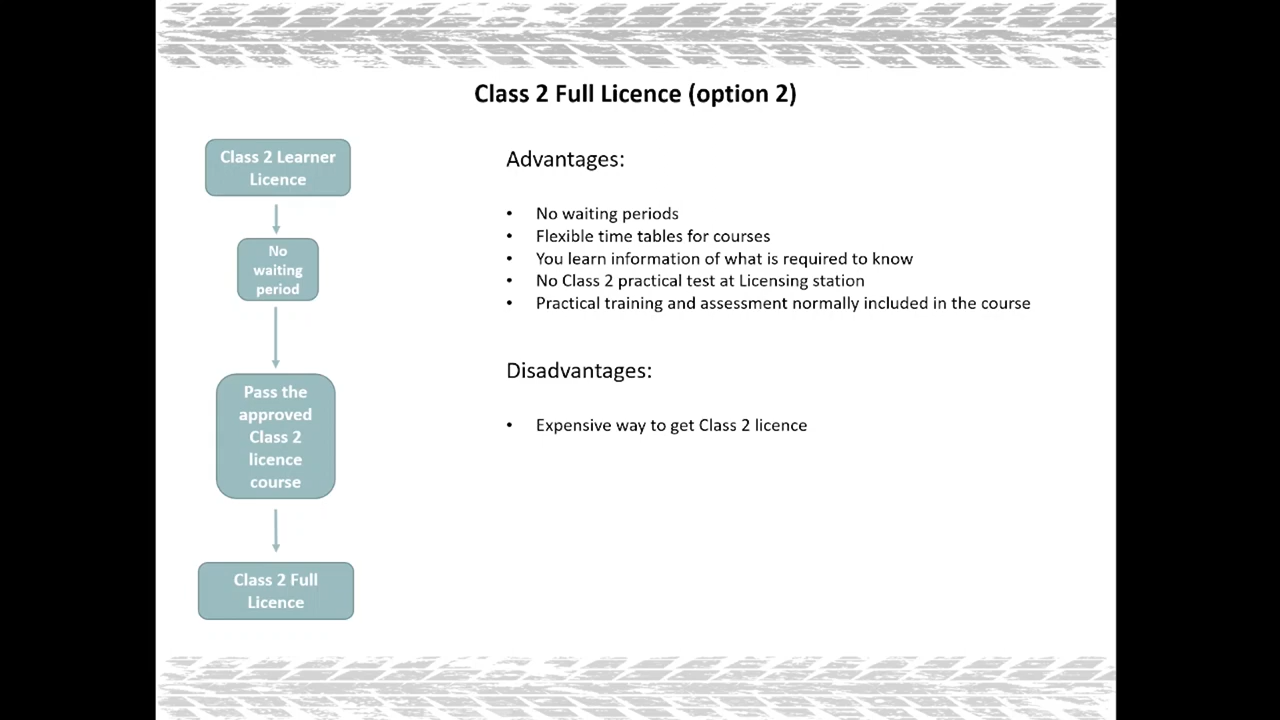 Class 2 Full Licence (option 2)
Class 2 Learner
Licence
No
waiting
period
Pass the
approved
Class 2
licence
course
Class 2 Full
Licence
Advantages:
• No waiting periods
• Flexible time tables for courses
• You learn information of what is required to know
• No Class 2 practical test at Licensing station
• Practical training and assessment normally included in the course
Disadvantages:
• Expensive way to get Class 2 licence